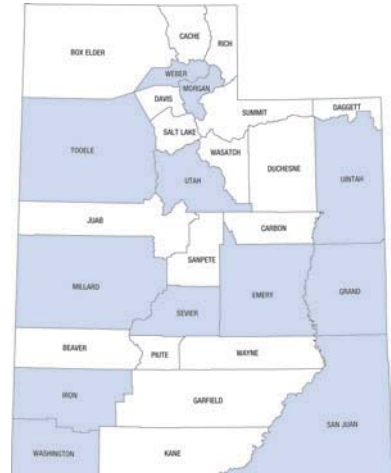 CACHE
BOX ELDER
RICH
WEBER
MORGAN
DAVIS
SUMMIT
DAGGETT
SALT LAKE
TOOELE
WASATCH
DUCHESNE
UINTAH
UTAH
JUAB
CARBON
SANPETE
MILLARD
EMERY
GRAND
SEVIER
BEAVER
PIUTE
WAYNE
IRON
GARFIELD
SAN JUAN
WASHINGTON
KANE